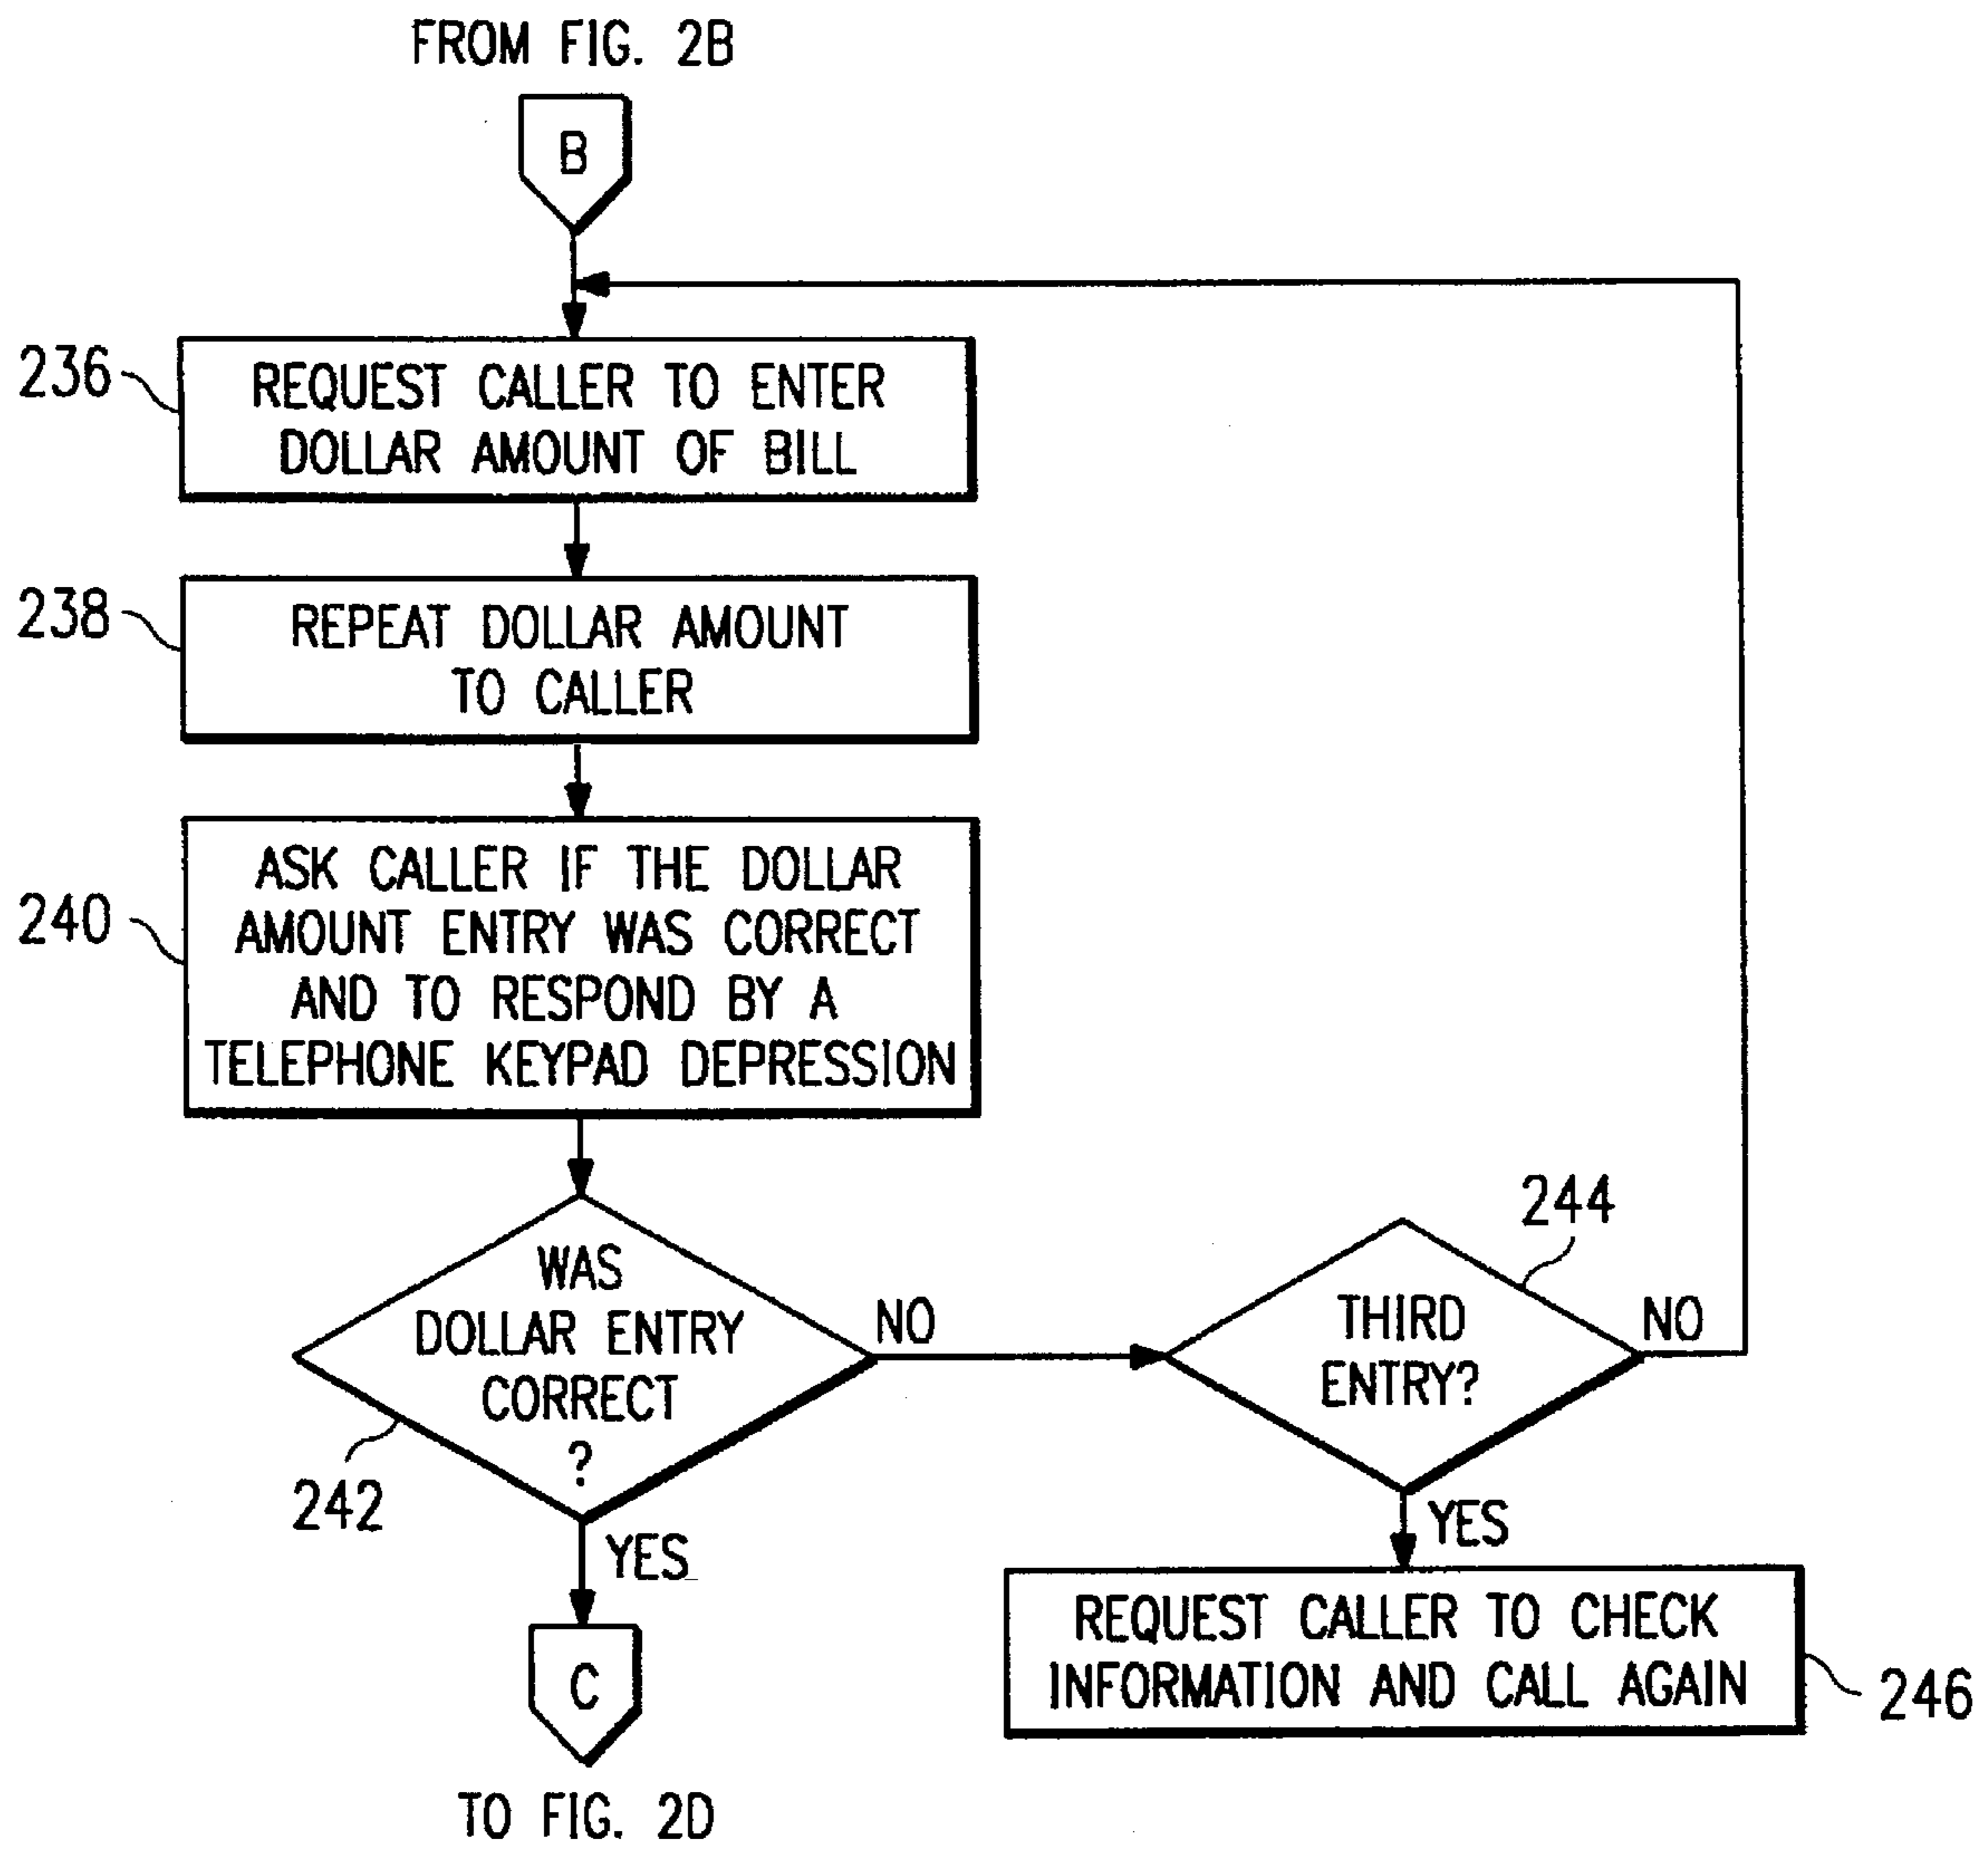 FROM FIG. 2B
B
236
REQUEST CALLER TO ENTER
DOLLAR AMOUNT OF BILL
238
REPEAT DOLLAR AMOUNT
TO CALLER
240
ASK CALLER IF THE DOLLAR
AMOUNT ENTRY WAS CORRECT
AND TO RESPOND BY A
TELEPHONE KEYPAD DEPRESSION
WAS
DOLLAR ENTRY
CORRECT
?
242
NO
YES
244
THIRD
ENTRY?
NO
YES
REQUEST CALLER TO CHECK
INFORMATION AND CALL AGAIN
246
C
TO FIG. 2D